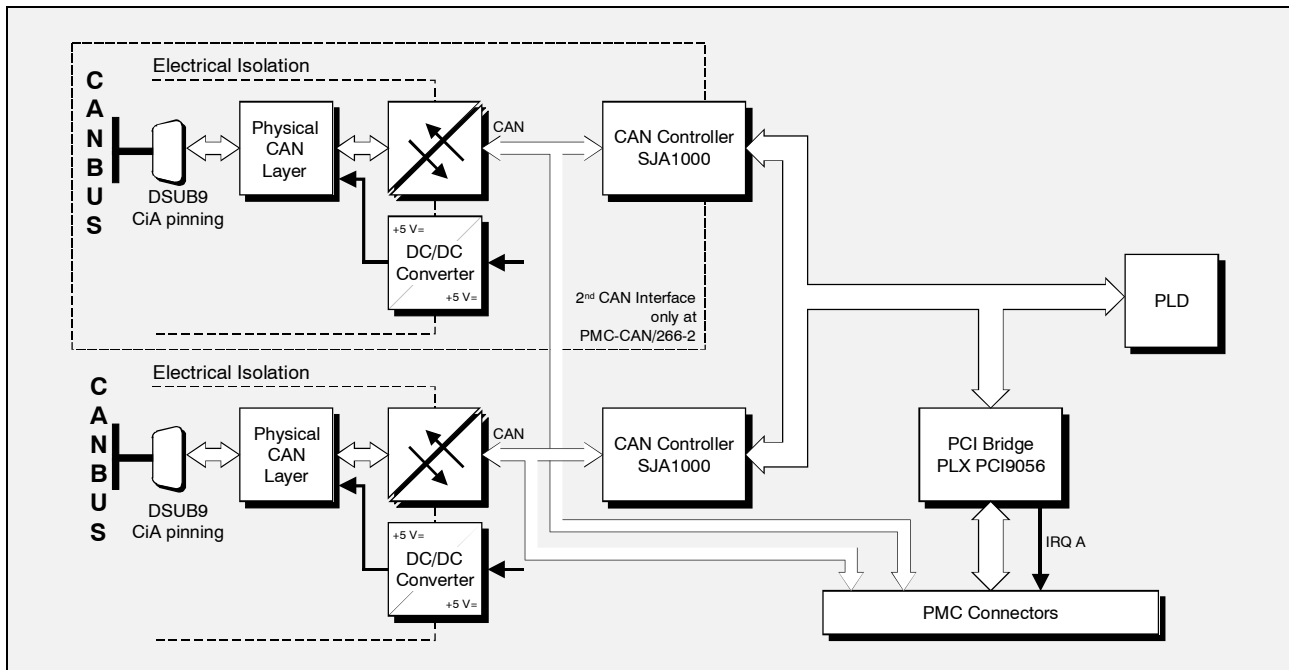 Electrical Isolation
CANBUS
Physical
CAN
Layer
CAN
CAN Controller
SJA1000
DSUB9
CiA pinning
+5 V=
DC/DC
Converter
+5 V=
2nd CAN Interface
only at
PMC-CAN/266-2
PLD
Electrical Isolation
CANBUS
Physical
CAN
Layer
CAN
CAN Controller
SJA1000
PCI Bridge
PLX PCI9056
DSUB9
CiA pinning
+5 V=
DC/DC
Converter
+5 V=
IRQ A
PMC Connectors